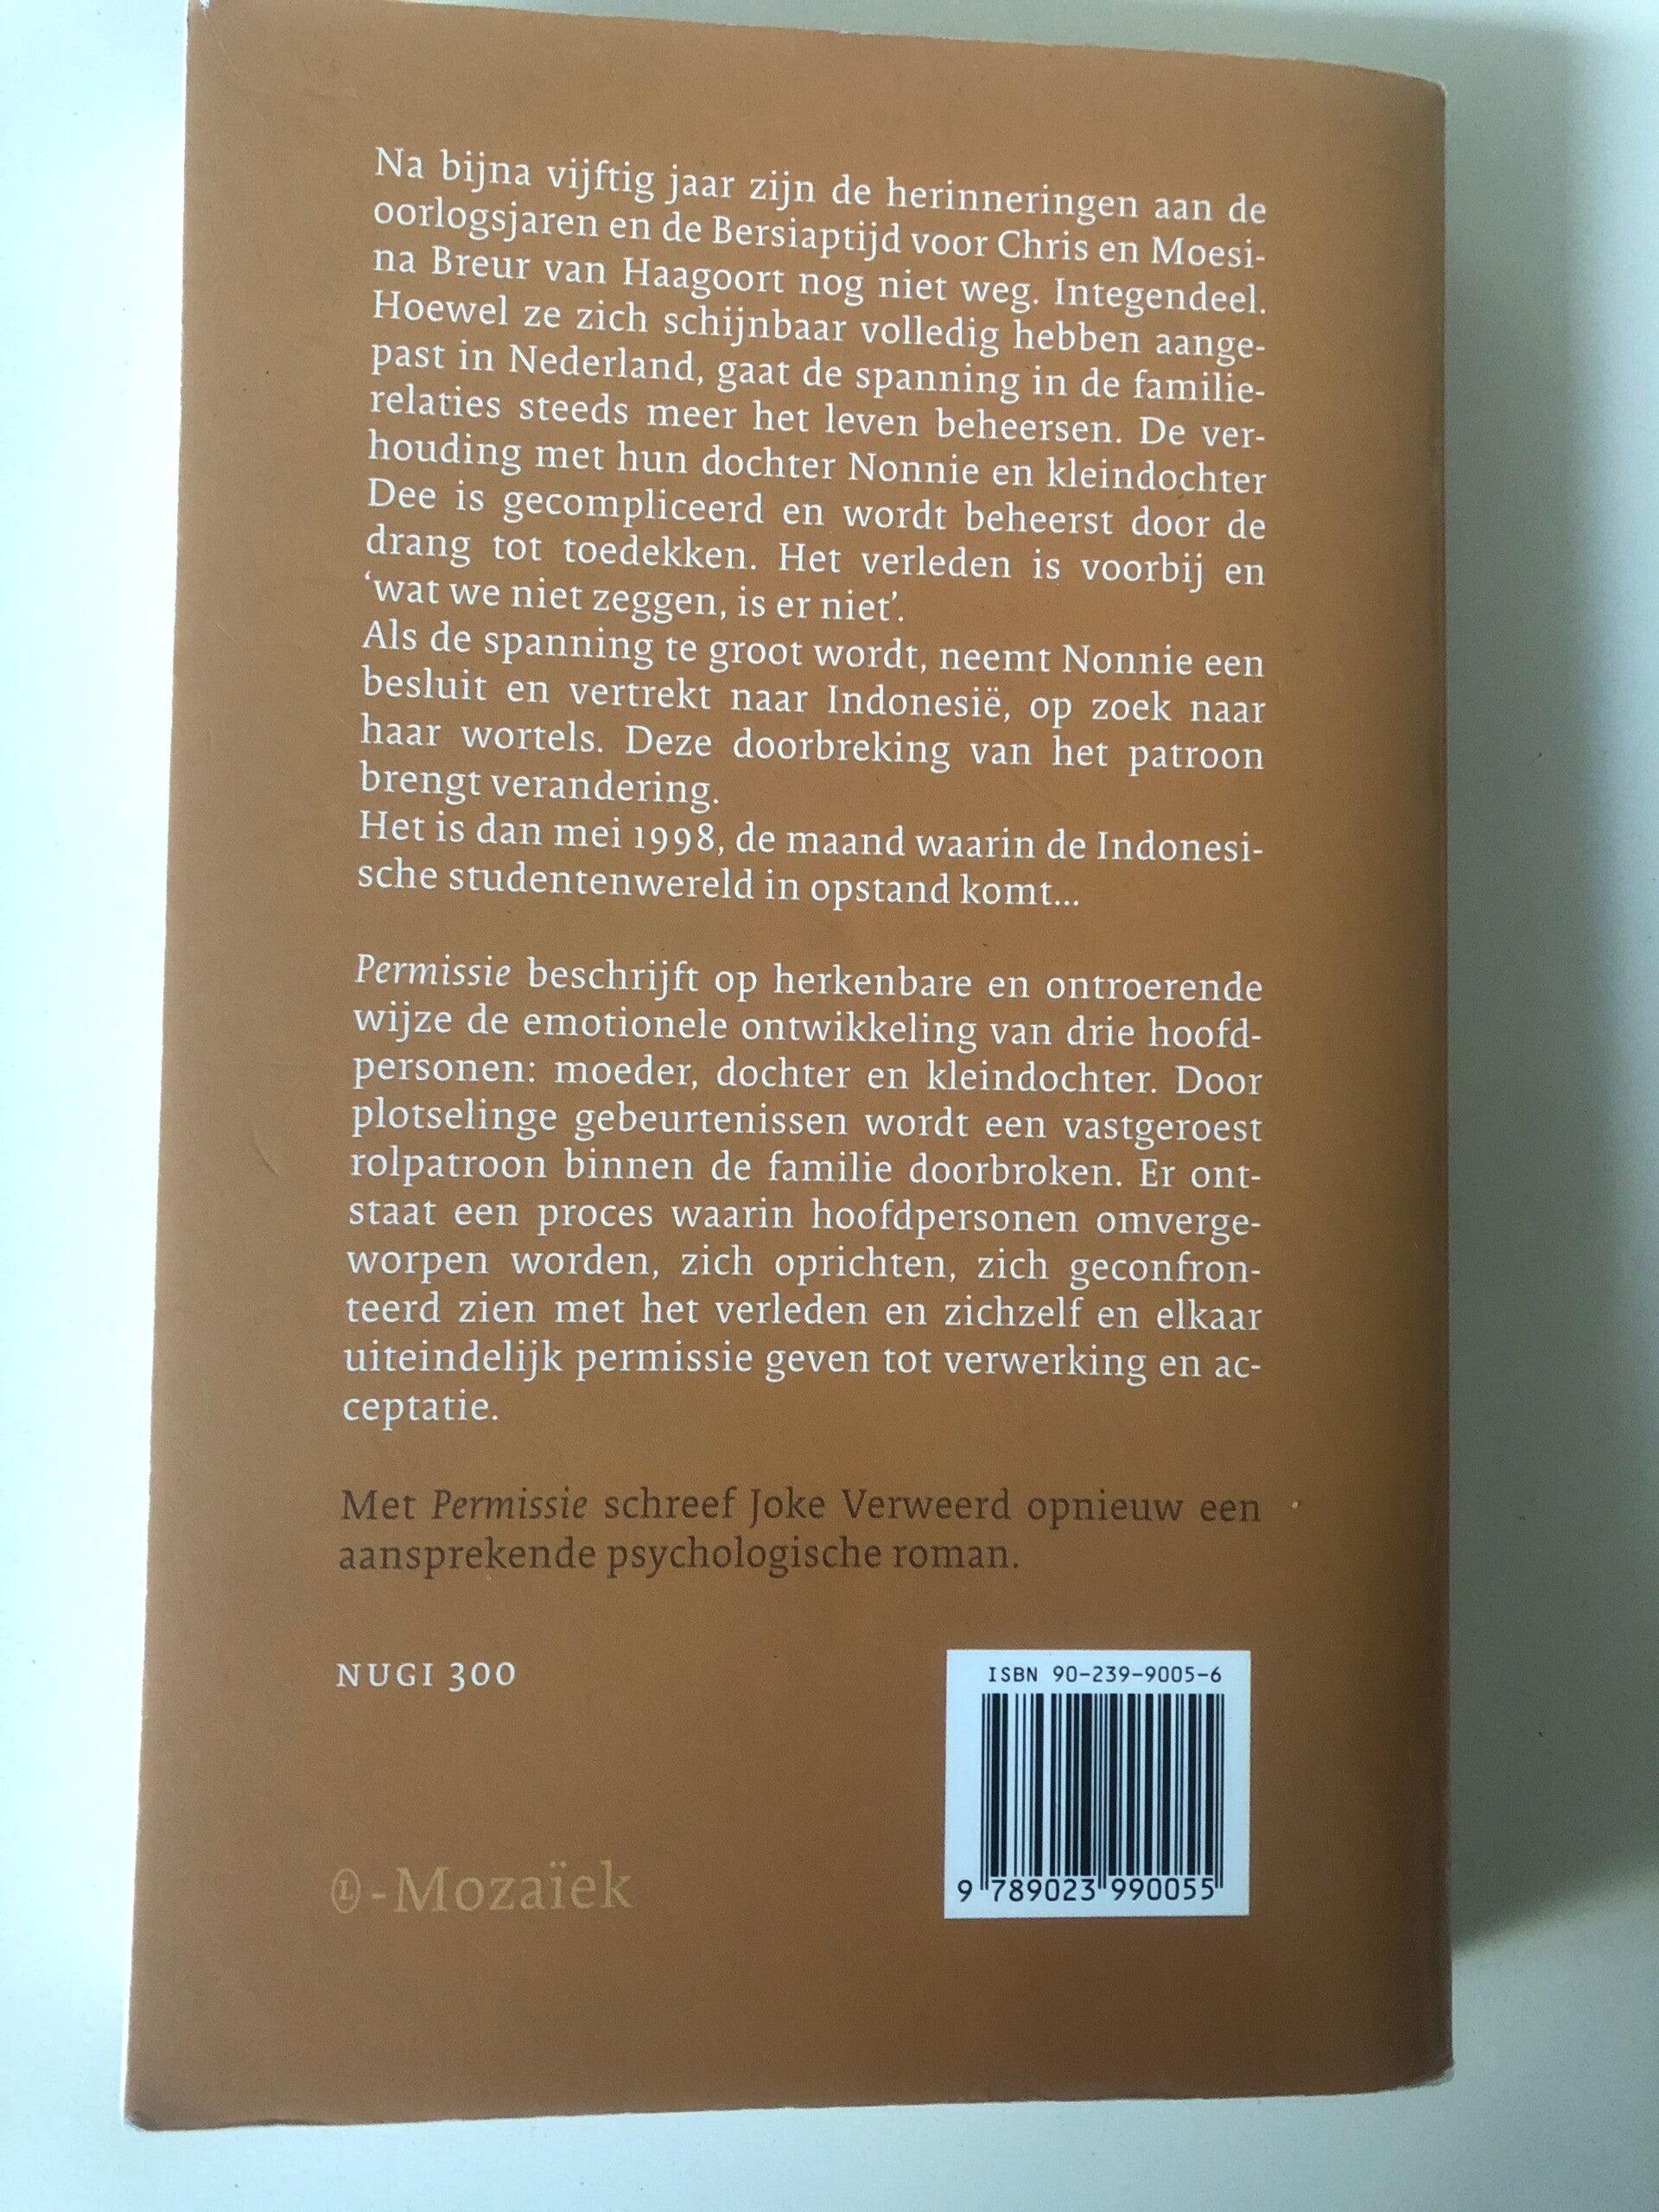 Na bijna vijftig jaar zijn de herinneringen aan de
oorlogsjaren en de Bersiaptijd voor Chris en Moesi-
na Breur van Haagoort nog niet weg. Integendeel.
Hoewel ze zich schijnbaar volledig hebben aange-
past in Nederland, gaat de spanning in de familie-
relaties steeds meer het leven beheersen. De ver-
houding met hun dochter Nonnie en kleindochter
Dee is gecompliceerd en wordt beheerst door de
drang tot toedekken. Het verleden is voorbij en
‘wat we niet zeggen, is er niet’.
Als de spanning te groot wordt, neemt Nonnie een
besluit en vertrekt naar Indonesië, op zoek naar
haar wortels. Deze doorbreking van het patroon
brengt verandering.
Het is dan mei 1998, de maand waarin de Indonesi-
sche studentenwereld in opstand komt...
Permissie beschrijft op herkenbare en ontroerende
wijze de emotionele ontwikkeling van drie hoofd-
personen: moeder, dochter en kleindochter. Door
plotselinge gebeurtenissen wordt een vastgeroest
rolpatroon binnen de familie doorbroken. Er ont-
staat een proces waarin hoofdpersonen omverge-
worpen worden, zich oprichten, zich geconfron-
teerd zien met het verleden en zichzelf en elkaar
uiteindelijk permissie geven tot verwerking en ac-
ceptatie.
Met Permissie schreef Joke Verweerd opnieuw een
aansprekende psychologische roman.
NUGI 300
ISBN 90-239-9005-6
9 789023 990055
L - Mozaïek